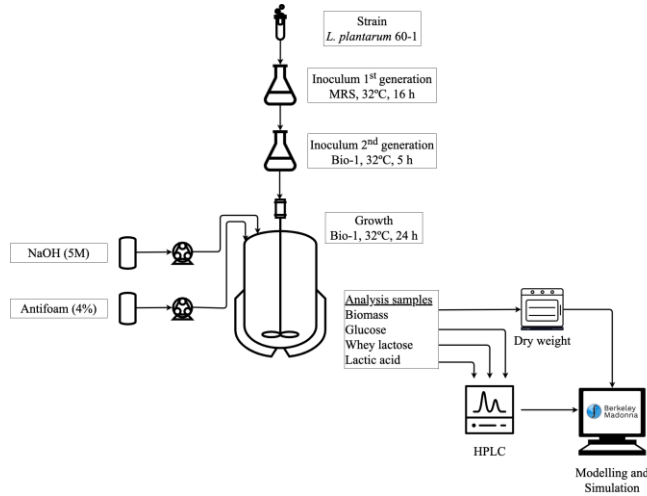 Strain
L. plantarum 60-1
Inoculum 1st generation
MRS, 32ºC, 16 h
Inoculum 2nd generation
Bio-1, 32ºC, 5 h
Growth
Bio-1, 32ºC, 24 h
NaOH (5M)
Antifoam (4%)
Analysis samples
Biomass
Glucose
Whey lactose
Lactic acid
Dry weight
HPLC
Berkeley
Madonna
Modelling and
Simulation